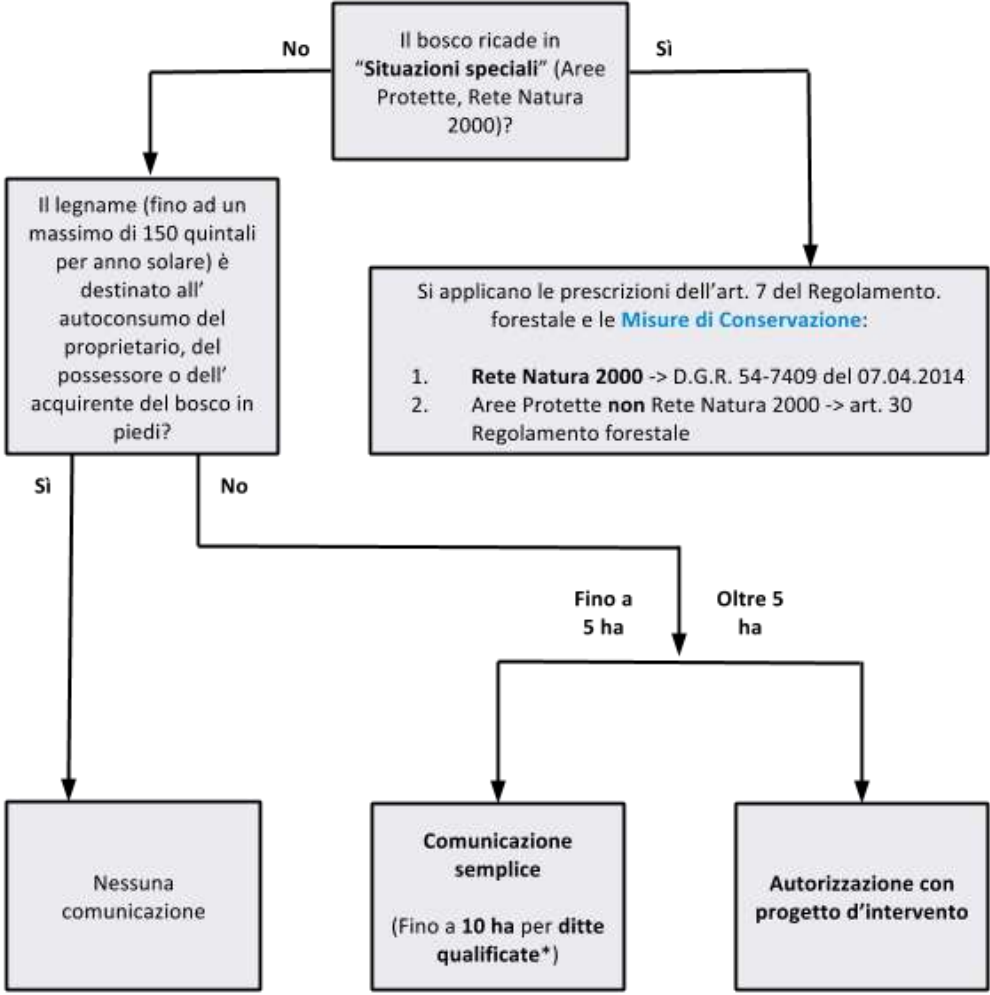 Il bosco ricade in
“Situazioni speciali” (Aree
Protette, Rete Natura
2000)?
No
Sì
Il legname (fino ad un
massimo di 150 quintali
per anno solare) è
destinato all’
autoconsumo del
proprietario, del
possessore o dell’
acquirente del bosco in
piedi?
Si applicano le prescrizioni dell’art. 7 del Regolamento.
forestale e le Misure di Conservazione:
1. Rete Natura 2000 -> D.G.R. 54-7409 del 07.04.2014
2. Aree Protette non Rete Natura 2000 -> art. 30
Regolamento forestale
Sì
No
Fino a
5 ha
Oltre 5
ha
Nessuna
comunicazione
Comunicazione
semplice
(Fino a 10 ha per ditte
qualificate*)
Autorizzazione con
progetto d’intervento